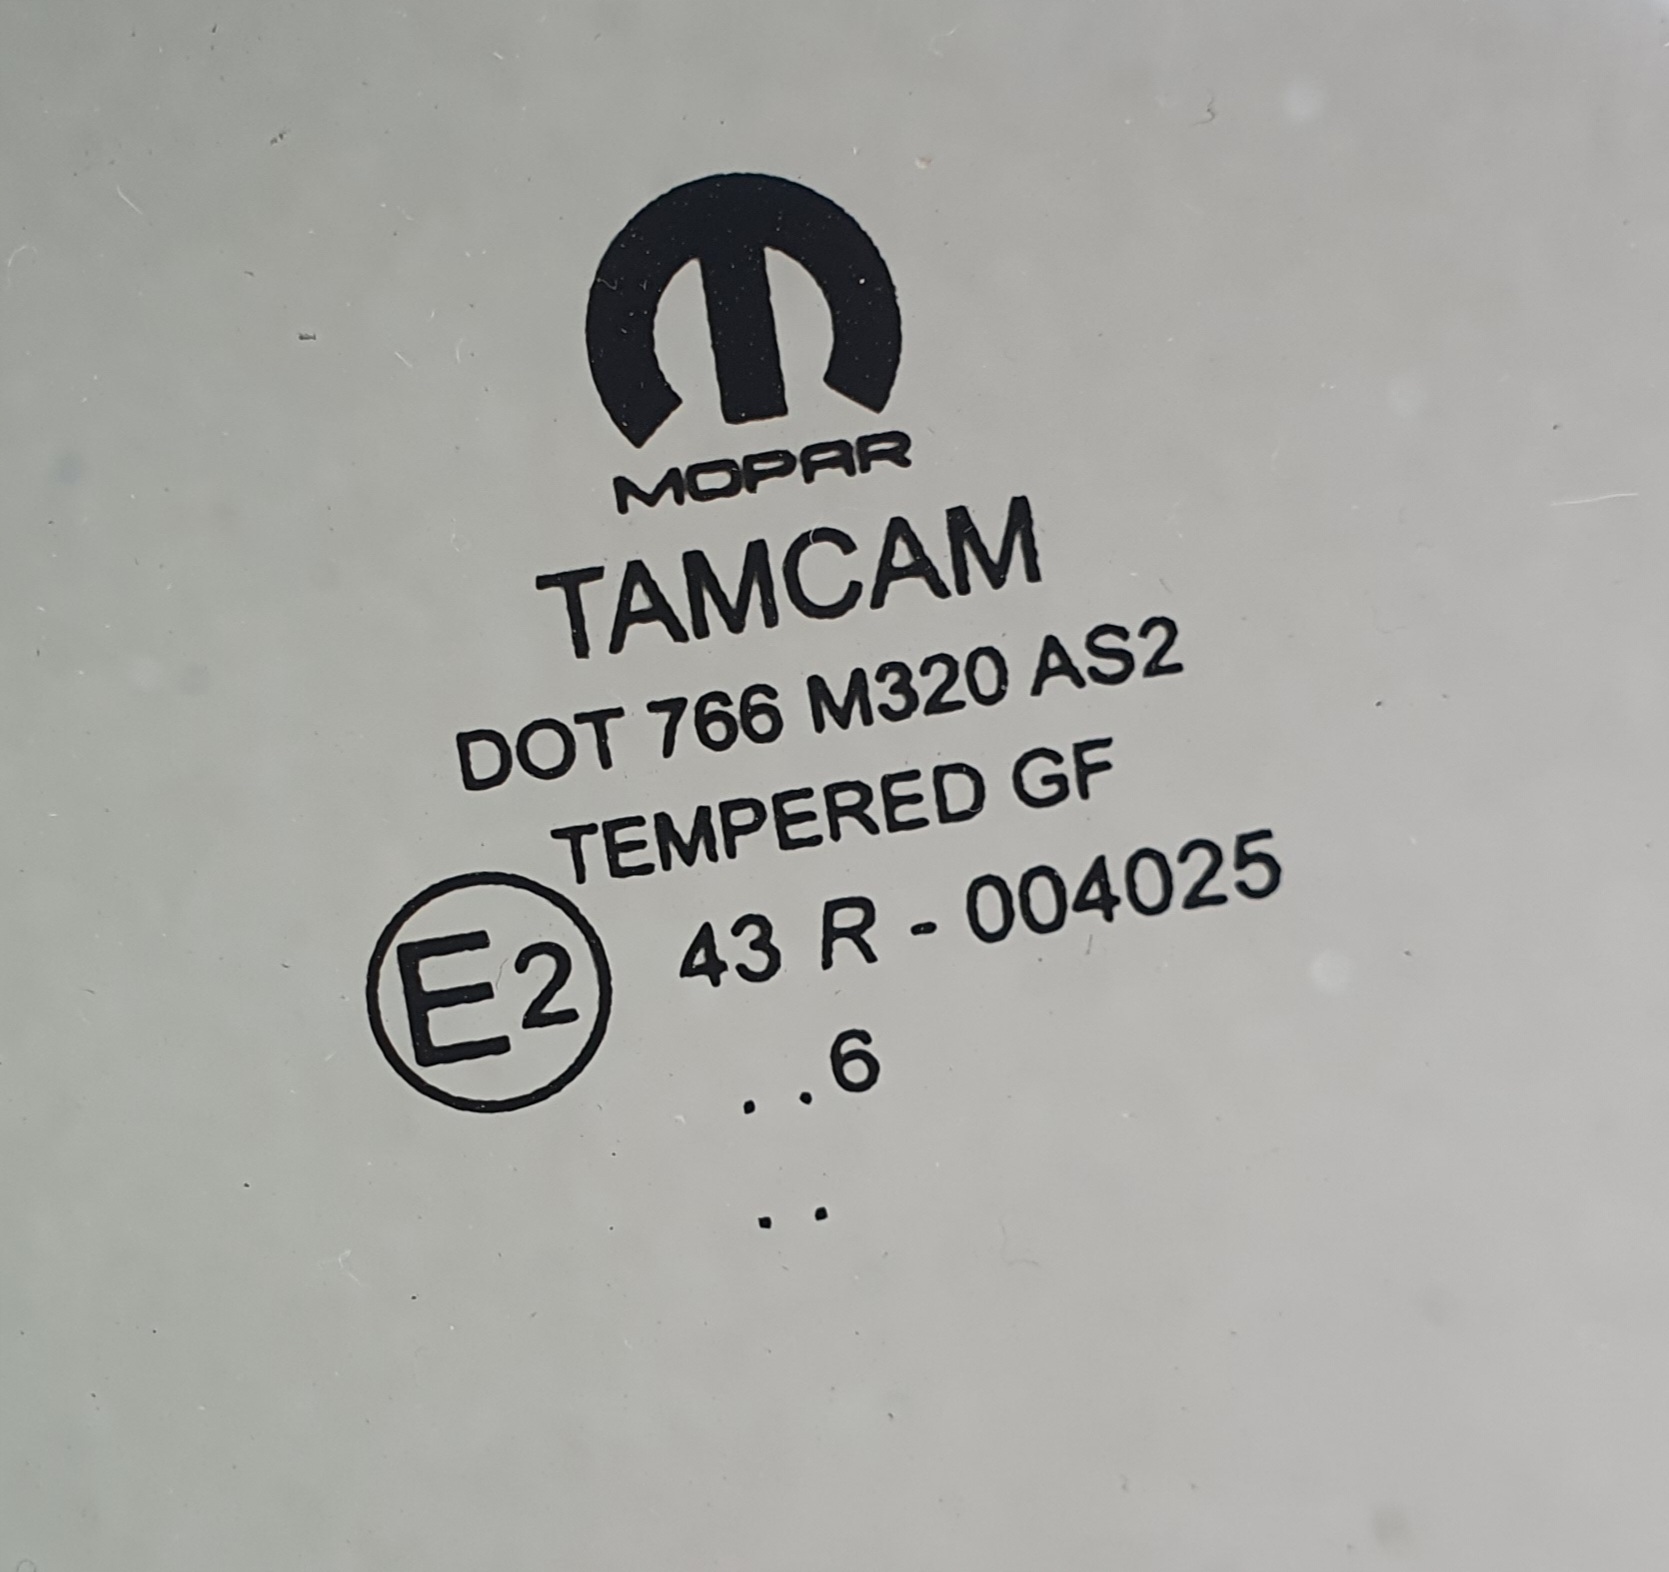 MOPAR
TAMCAM
DOT 766 M320 AS2
TEMPERED GF
E2 43 R - 004025
. . 6
. .